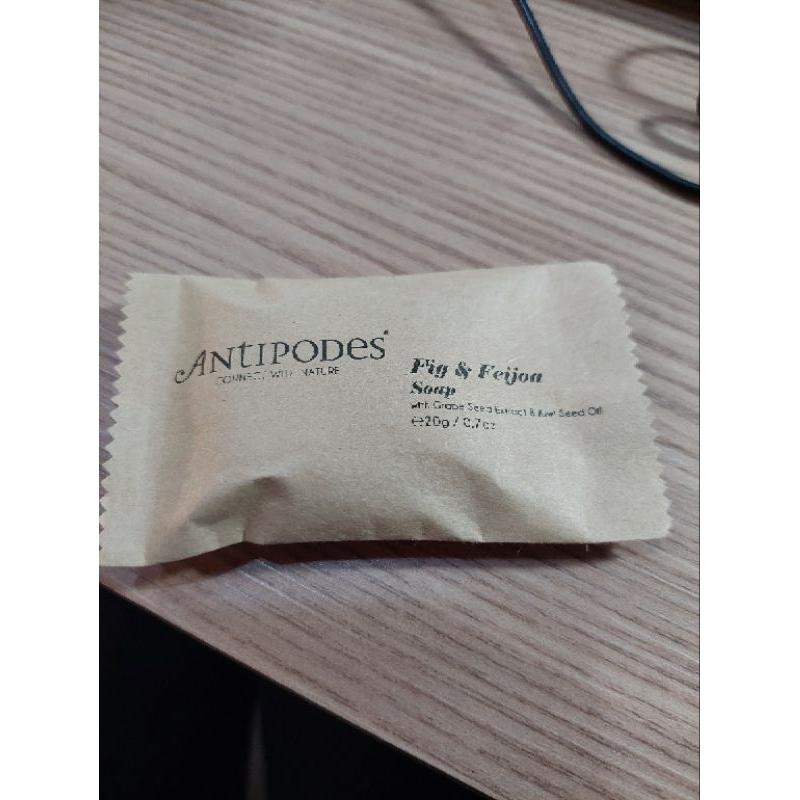 ANTIPODES®
CONNECT WITH NATURE
Fig & Feijoa
Soap
with Grape Seed Extract & Kiwi Seed Oil
℮20g / 0.7oz